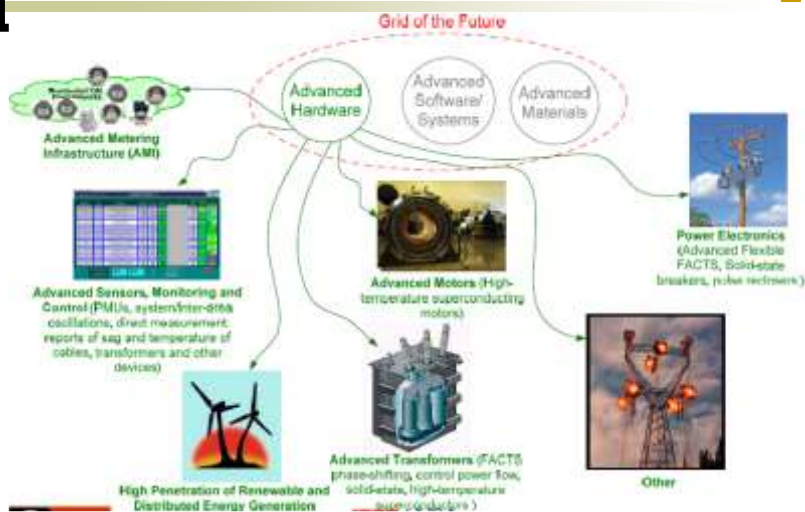 Grid of the Future
Advanced
Hardware
Advanced
Software/
Systems
Advanced
Materials
Advanced Metering
Infrastructure (AMI)
Power Electronics
(Advanced Flexible
FACTS, Solid-state
breakers, pulse reclosers)
Advanced Motors (High-
temperature superconducting
motors)
Advanced Sensors, Monitoring and
Control (PMUs, system/inter-area
oscillations, direct measurement
reports of sag and temperature of
cables, transformers and other
devices)
Advanced Transformers (FACTS
phase-shifting, control power flow,
solid-state, high-temperature
superconductors)
Other
High Penetration of Renewable and
Distributed Energy Generation